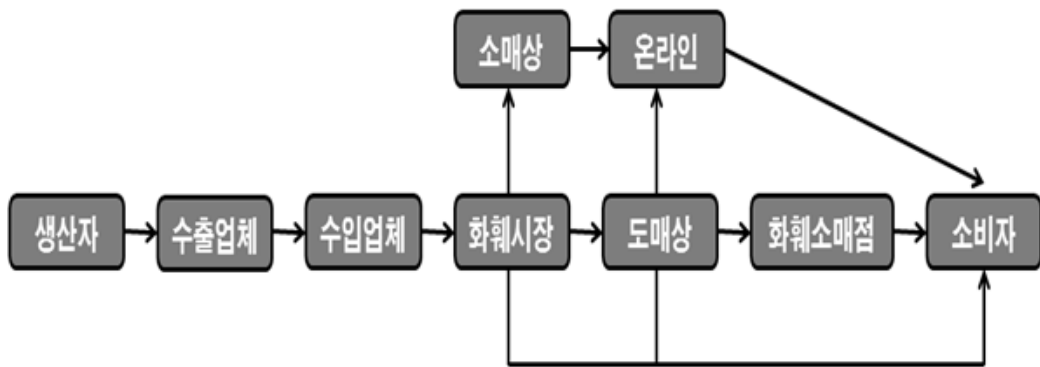 소매상
온라인
생산자
수출업체
수입업체
화훼시장
도매상
화훼소매점
소비자